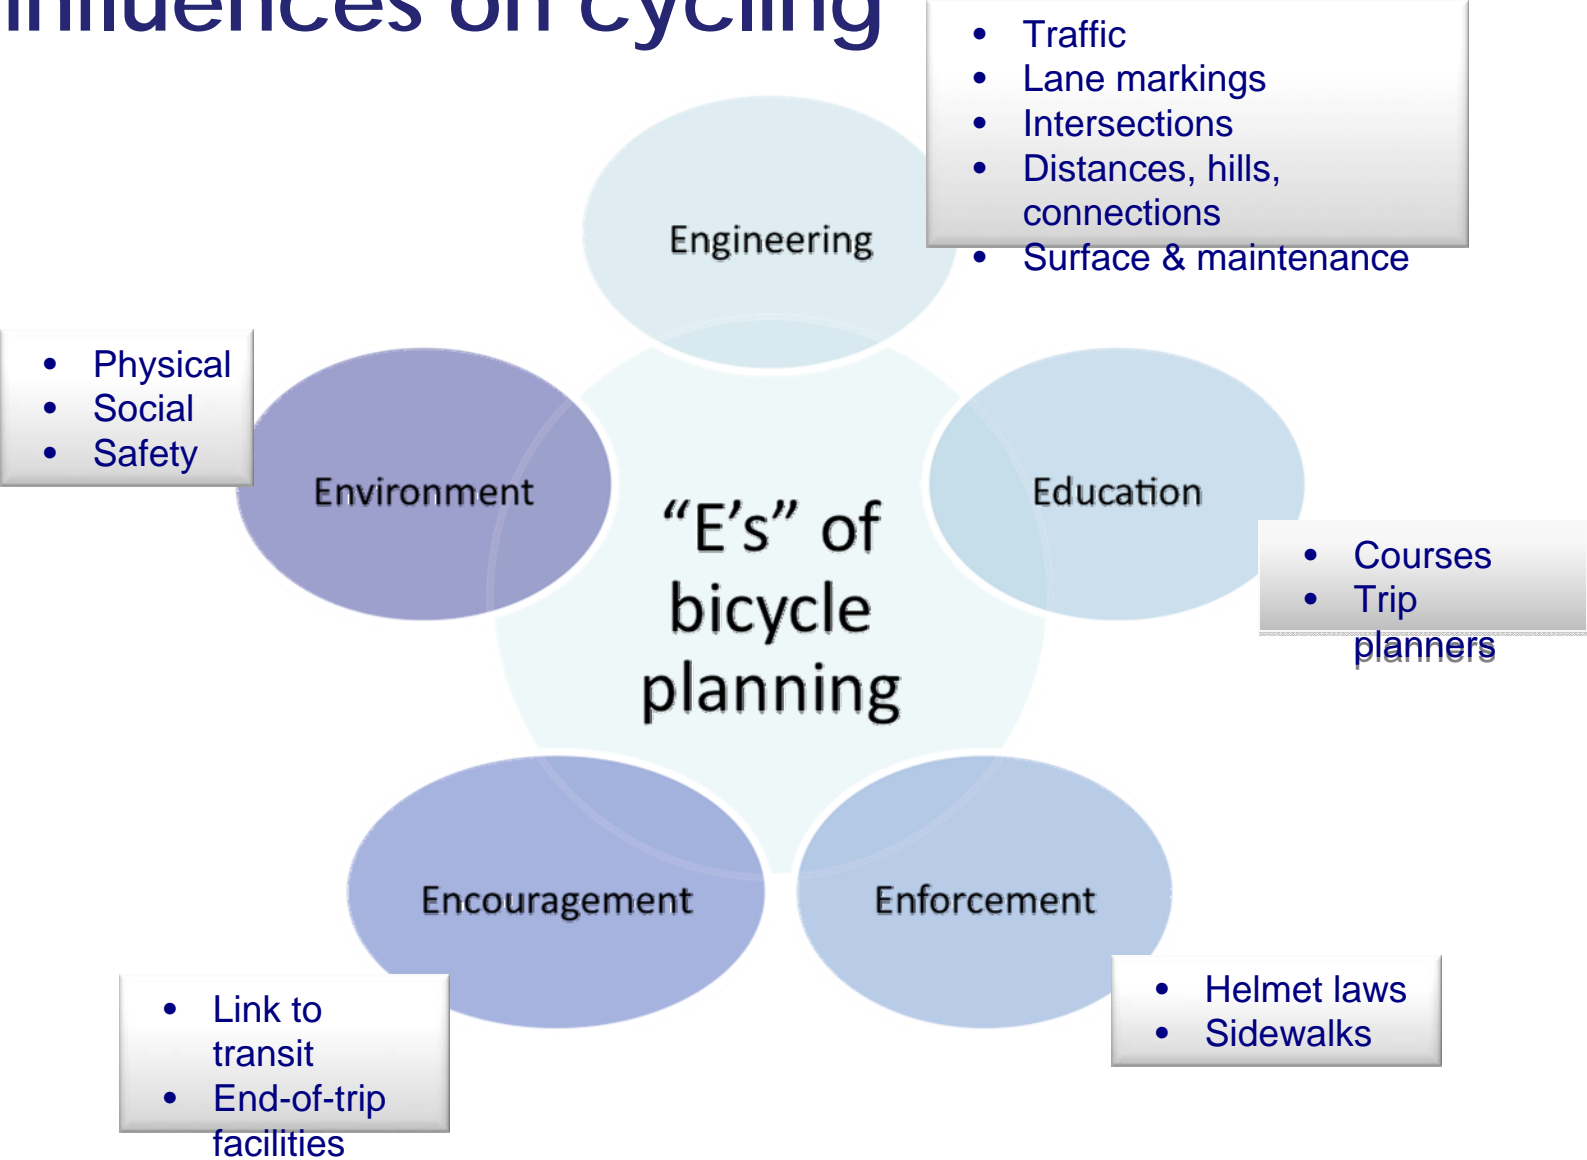 Influences on cycling
• Traffic
• Lane markings
• Intersections
• Distances, hills,
connections
• Surface & maintenance
Engineering
• Physical
• Social
• Safety
Environment
Education
• Courses
• Trip
planners
“E’s” of
bicycle
planning
Encouragement
Enforcement
• Link to
transit
• End-of-trip
facilities
• Helmet laws
• Sidewalks